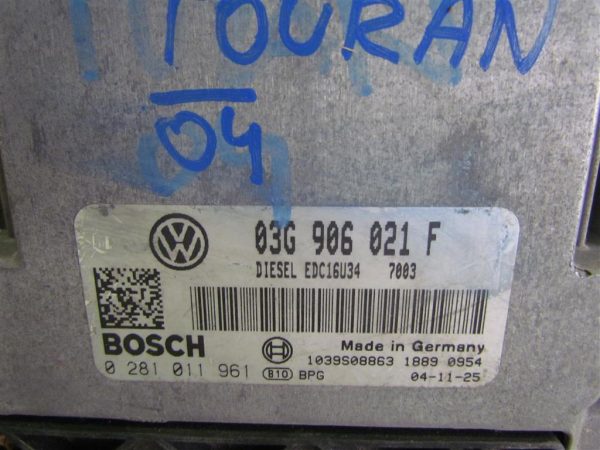 TOURAN
04
03G 906 021 F
DIESEL EDC16U34 7003
BOSCH Made in Germany
1039S08863 1889 0954
0 281 011 961 B10 BPG 04-11-25